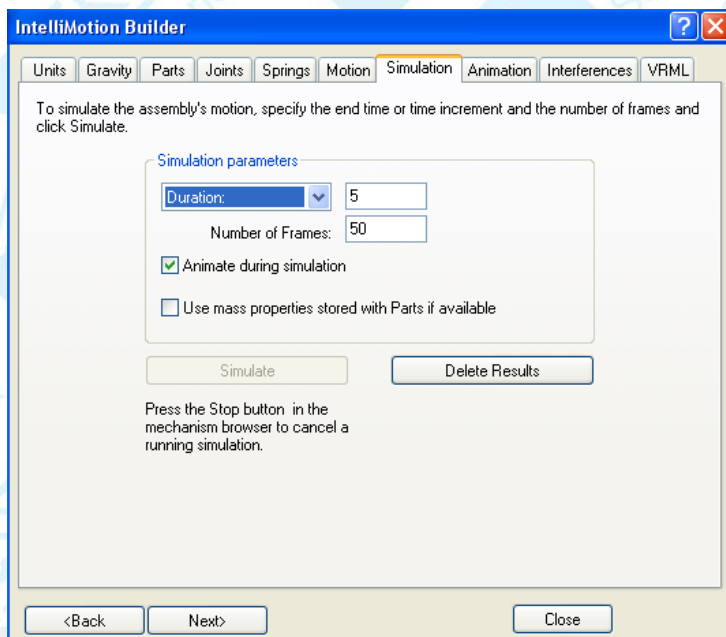 IntelliMotion Builder
Units Gravity Parts Joints Springs Motion Simulation Animation Interferences VRML
To simulate the assembly's motion, specify the end time or time increment and the number of frames and
click Simulate.
Simulation parameters
Duration: 5
Number of Frames: 50
Animate during simulation
Use mass properties stored with Parts if available
Simulate Delete Results
Press the Stop button in the
mechanism browser to cancel a
running simulation.
<Back Next> Close